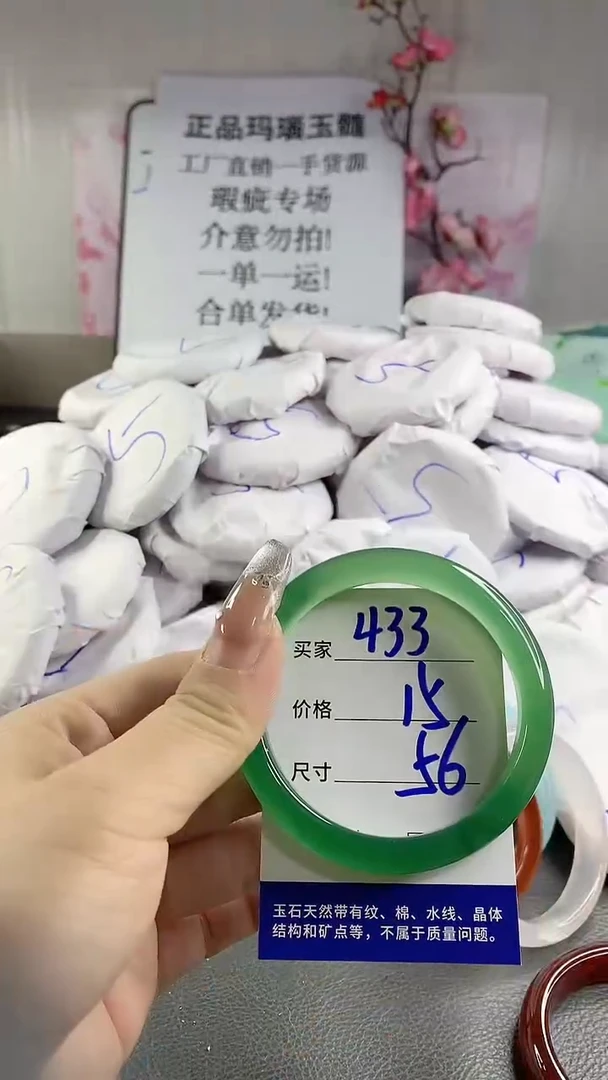 正品玛瑙玉髓
工厂直销一手货源
瑕疵专场
介意勿拍!
一单一运!
合单发货!
买家 433
价格 15
尺寸 56
玉石天然带有纹、棉、水线、晶体
结构和矿点等，不属于质量问题。